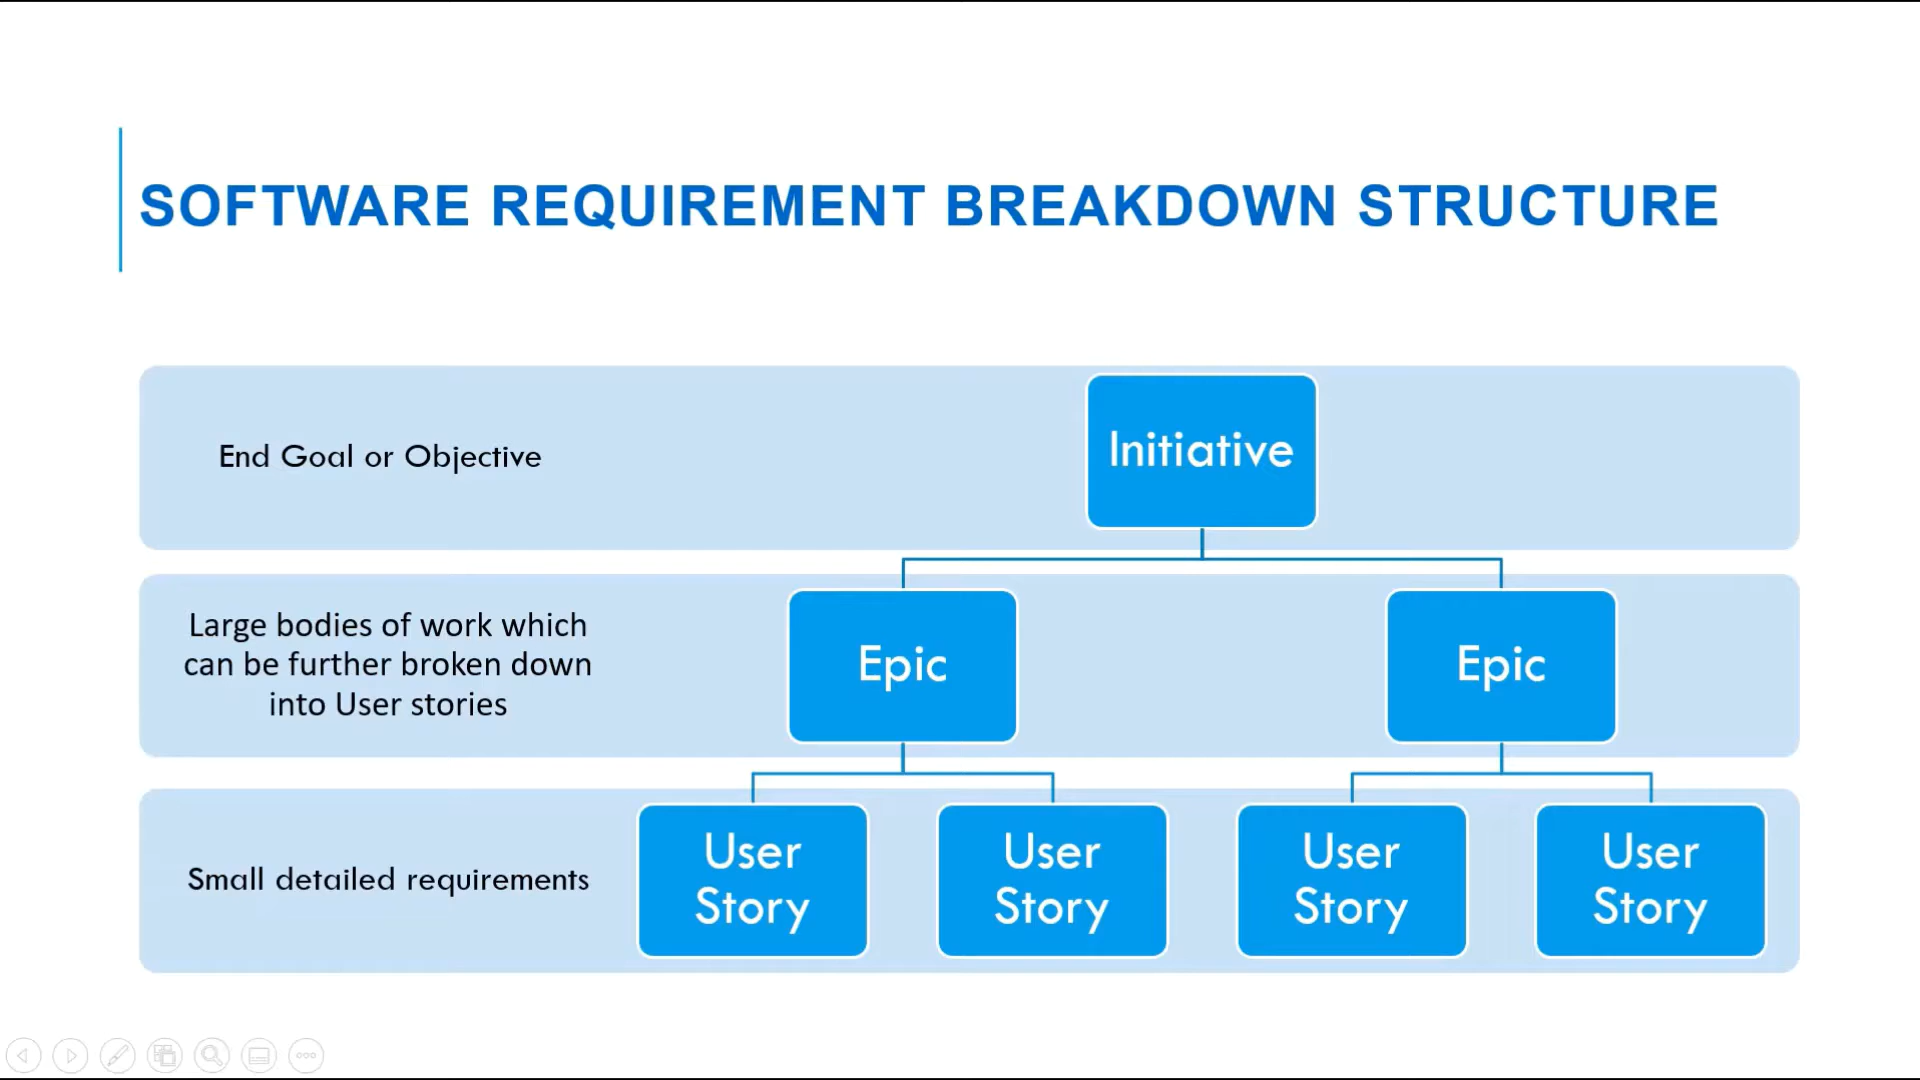 SOFTWARE REQUIREMENT BREAKDOWN STRUCTURE
End Goal or Objective
Initiative
Large bodies of work which
can be further broken down
into User stories
Epic
Epic
Small detailed requirements
User
Story
User
Story
User
Story
User
Story